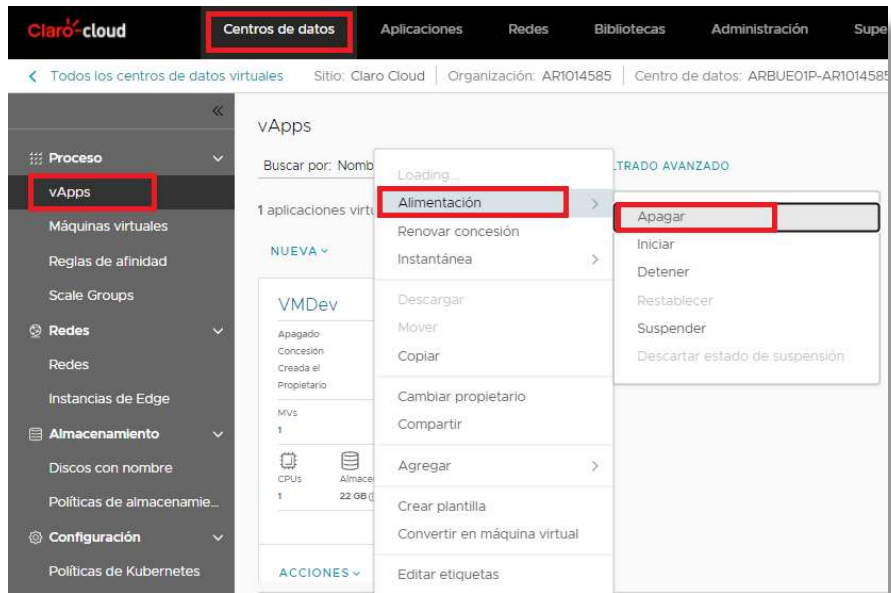 Claro-cloud
Centros de datos
Aplicaciones
Redes
Bibliotecas
Administración
Supe
Todos los centros de datos virtuales
Sitio: Claro Cloud
Organización: AR1014585
Centro de datos: ARBUE01P-AR1014585
Proceso
vApps
Máquinas virtuales
Reglas de afinidad
Scale Groups
Redes
Redes
Instancias de Edge
Almacenamiento
Discos con nombre
Políticas de almacenamie...
Configuración
Políticas de Kubernetes
vApps
Buscar por: Nomb
LTRADO AVANZADO
1 aplicaciones virtu
NUEVA
VMDev
Apagado
Concesión
Creada el
Propietario
MVs
1
CPUs
Almace
1
22 GB
ACCIONES
Loading...
Alimentación
Renovar concesión
Instantánea
Descargar
Mover
Copiar
Cambiar propietario
Compartir
Agregar
Crear plantilla
Convertir en máquina virtual
Editar etiquetas
Apagar
Iniciar
Detener
Restablecer
Suspender
Descartar estado de suspensión